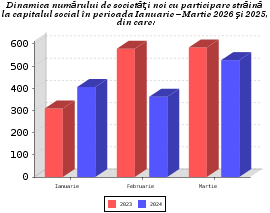 Dinamica numărului de societăţi noi cu participare străină
la capitalul social în perioada Ianuarie–Martie 2026 şi 2025,
din care:
600
500
400
300
200
100
0
Ianuarie
Februarie
Martie
2023
2024